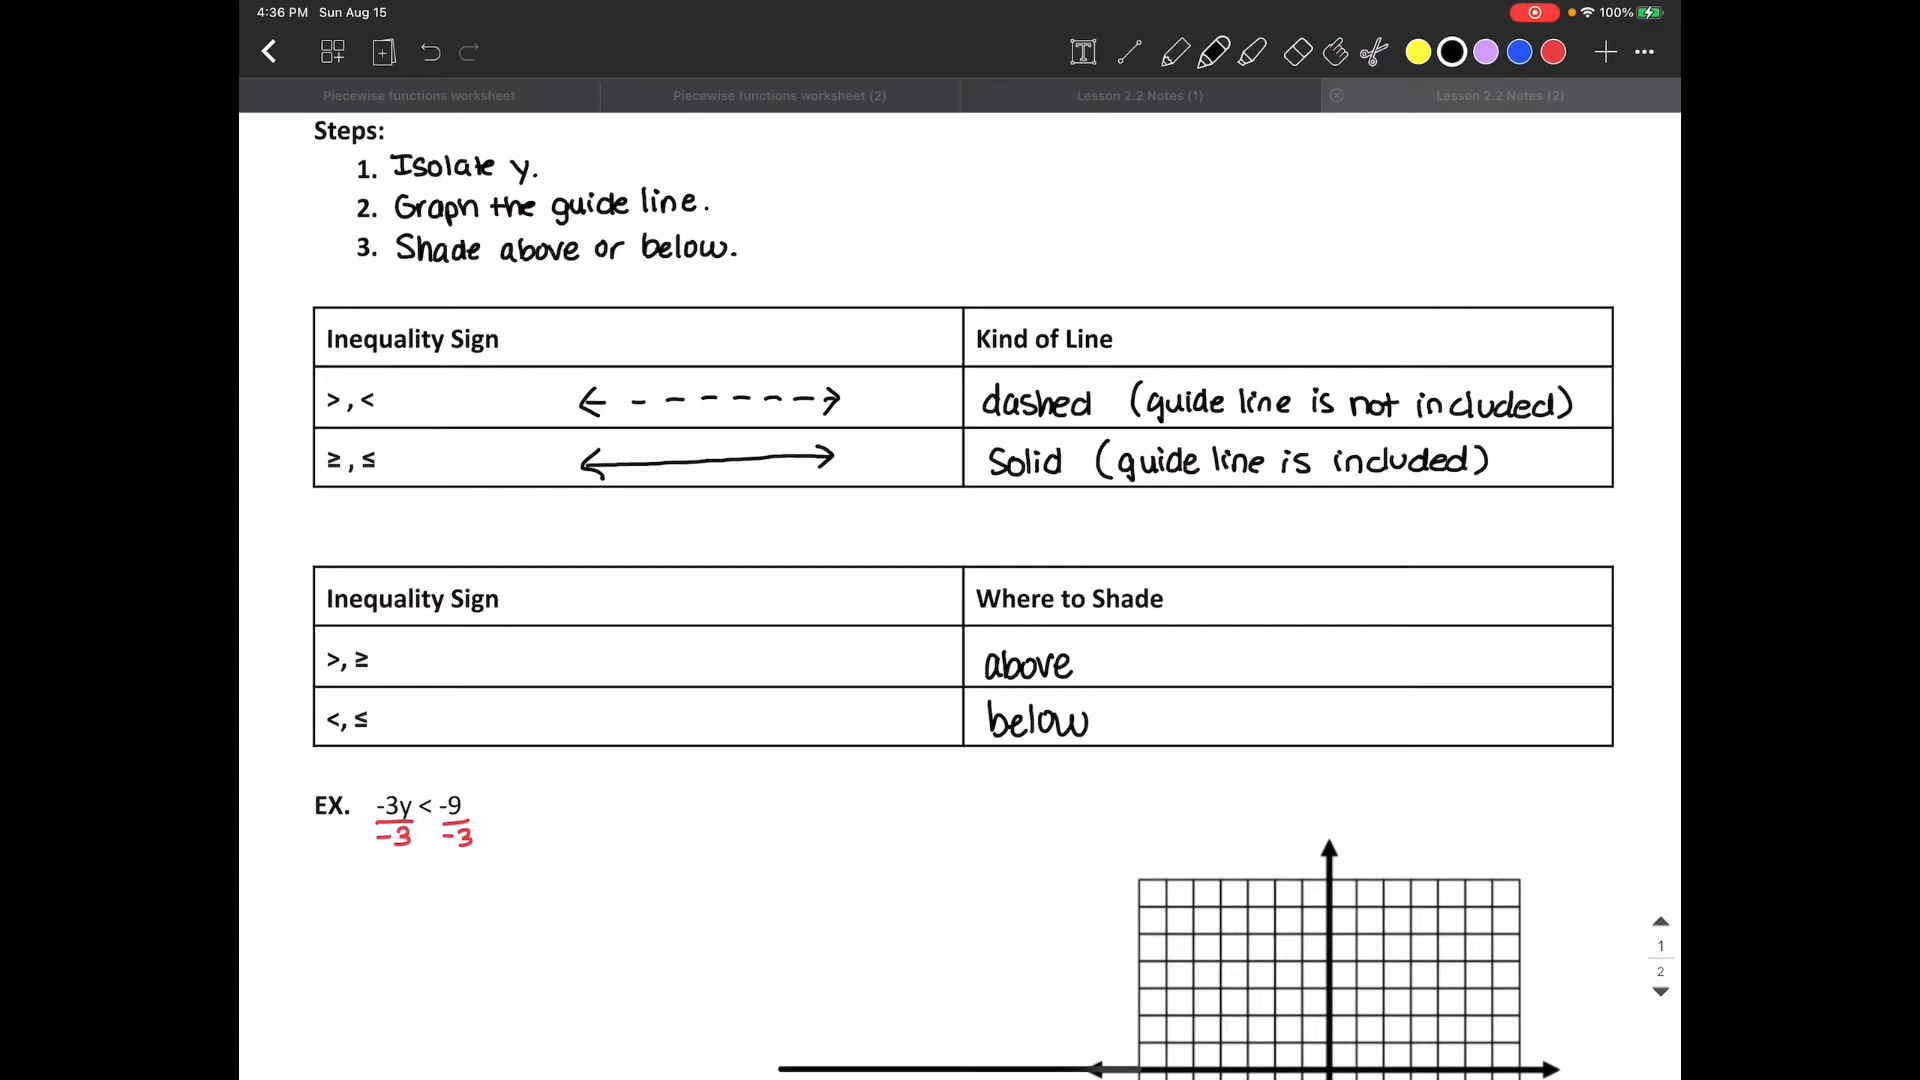 4:36 PM Sun Aug 15
100%
Piecewise functions worksheet
Piecewise functions worksheet (2)
Lesson 2.2 Notes (1)
Lesson 2.2 Notes (2)
Steps:
1. Isolate y.
2. Graph the guide line.
3. Shade above or below.
Inequality Sign
Kind of Line
>, <
dashed (guide line is not included)
≥, ≤
Solid (guide line is included)
Inequality Sign
Where to Shade
>, ≥
above
<, ≤
below
EX. -3y < -9
-3 -3
1
2